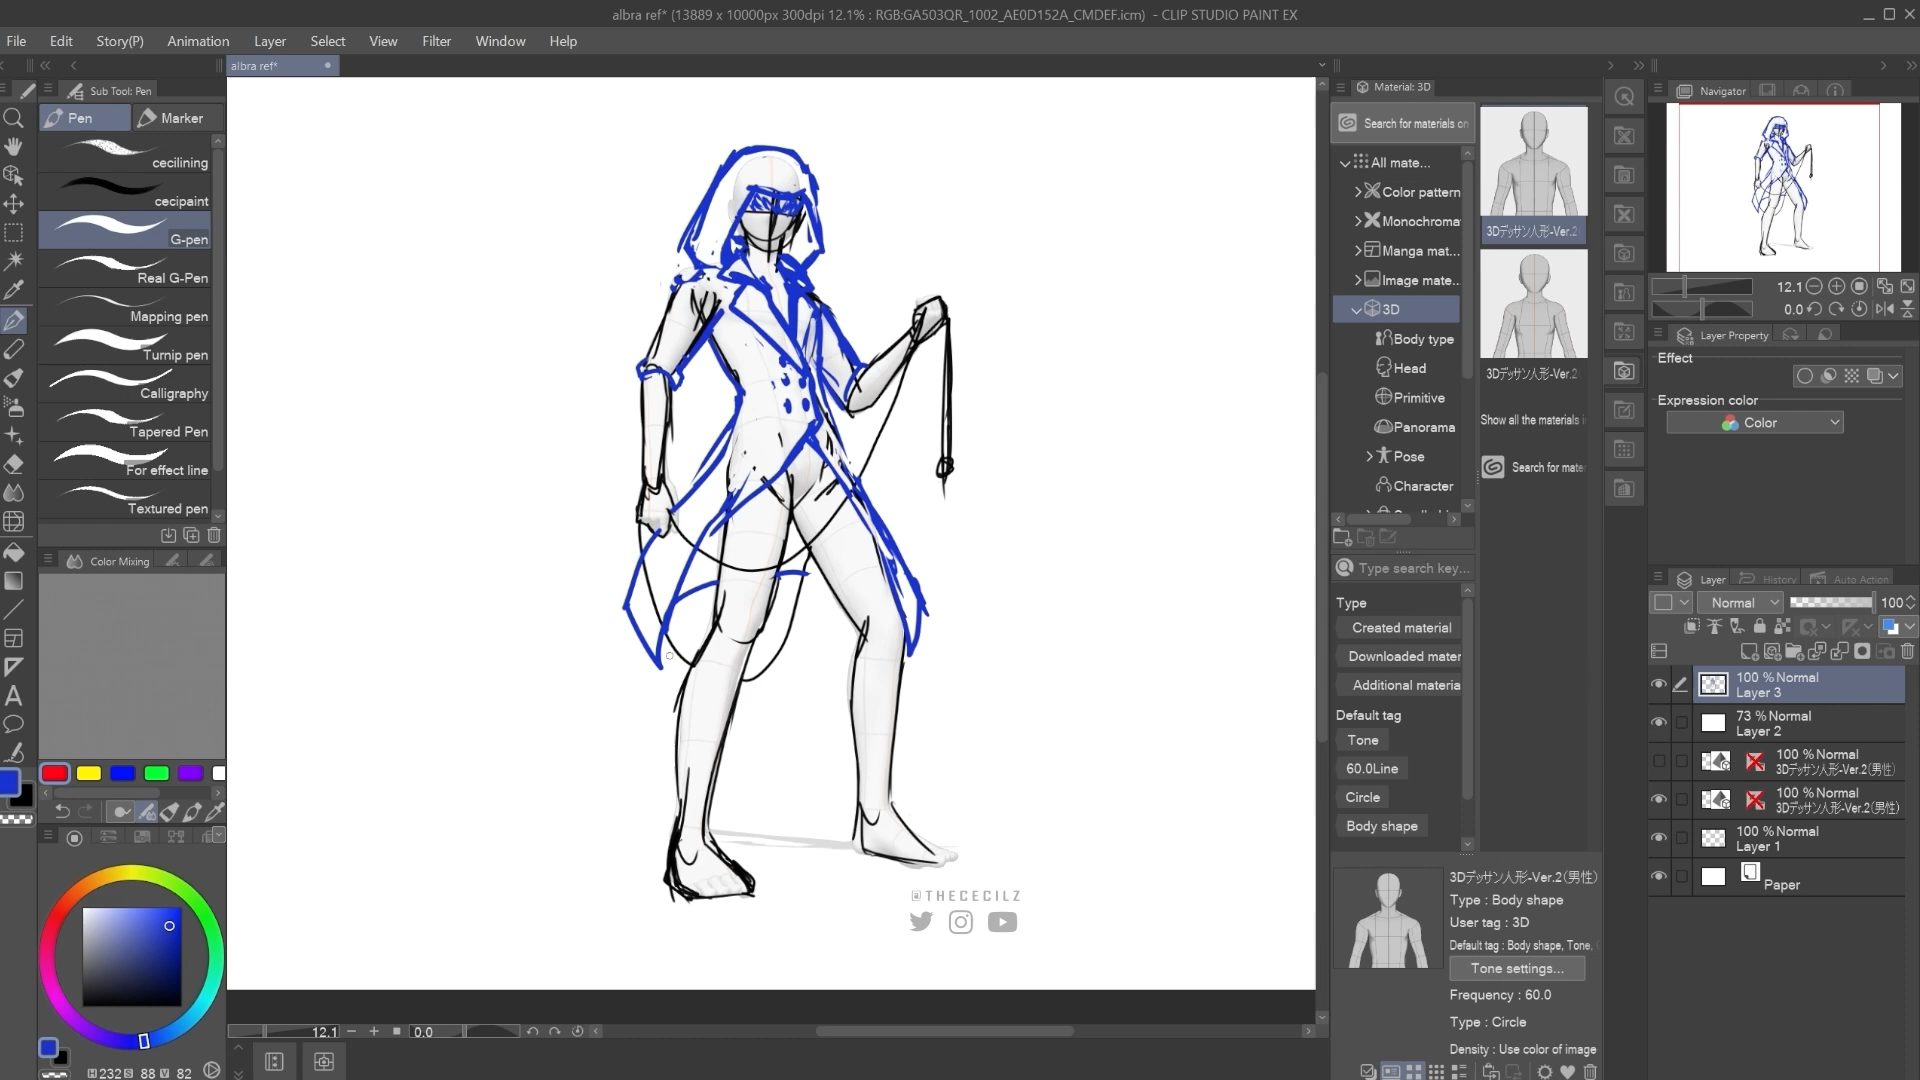 albra ref* (13889 x 10000px 300dpi 12.1% : RGB:GA503QR_1002_AE0D152A_CMDEF.icm) - CLIP STUDIO PAINT EX
File Edit Story(P) Animation Layer Select View Filter Window Help
albra ref*
Sub Tool: Pen
Pen Marker
cecilining
cecipaint
G-pen
Real G-Pen
Mapping pen
Turnip pen
Calligraphy
Tapered Pen
For effect line
Textured pen
Color Mixing
232 88 82
@THECECILZ
12.1 0.0
Material: 3D
Search for materials on
All mate...
Color pattern
Monochroma
Manga mat...
Image mate...
3D
Body type
Head
Primitive
Panorama
Pose
Character
Type search key...
Type
Created material
Downloaded mater
Additional materia
Default tag
Tone
60.0Line
Circle
Body shape
3Dデッサン人形-Ver.2
3Dデッサン人形-Ver.2
Show all the materials i
Search for mate
3Dデッサン人形-Ver.2(男性)
Type : Body shape
User tag : 3D
Default tag : Body shape, Tone,
Tone settings...
Frequency : 60.0
Type : Circle
Density : Use color of image
Navigator
12.1
0.0
Layer Property
Effect
Expression color
Color
Layer History Auto Action
Normal 100
100 % Normal
Layer 3
73 % Normal
Layer 2
100 % Normal
3Dデッサン人形-Ver.2(男性)
100 % Normal
3Dデッサン人形-Ver.2(男性)
100 % Normal
Layer 1
Paper